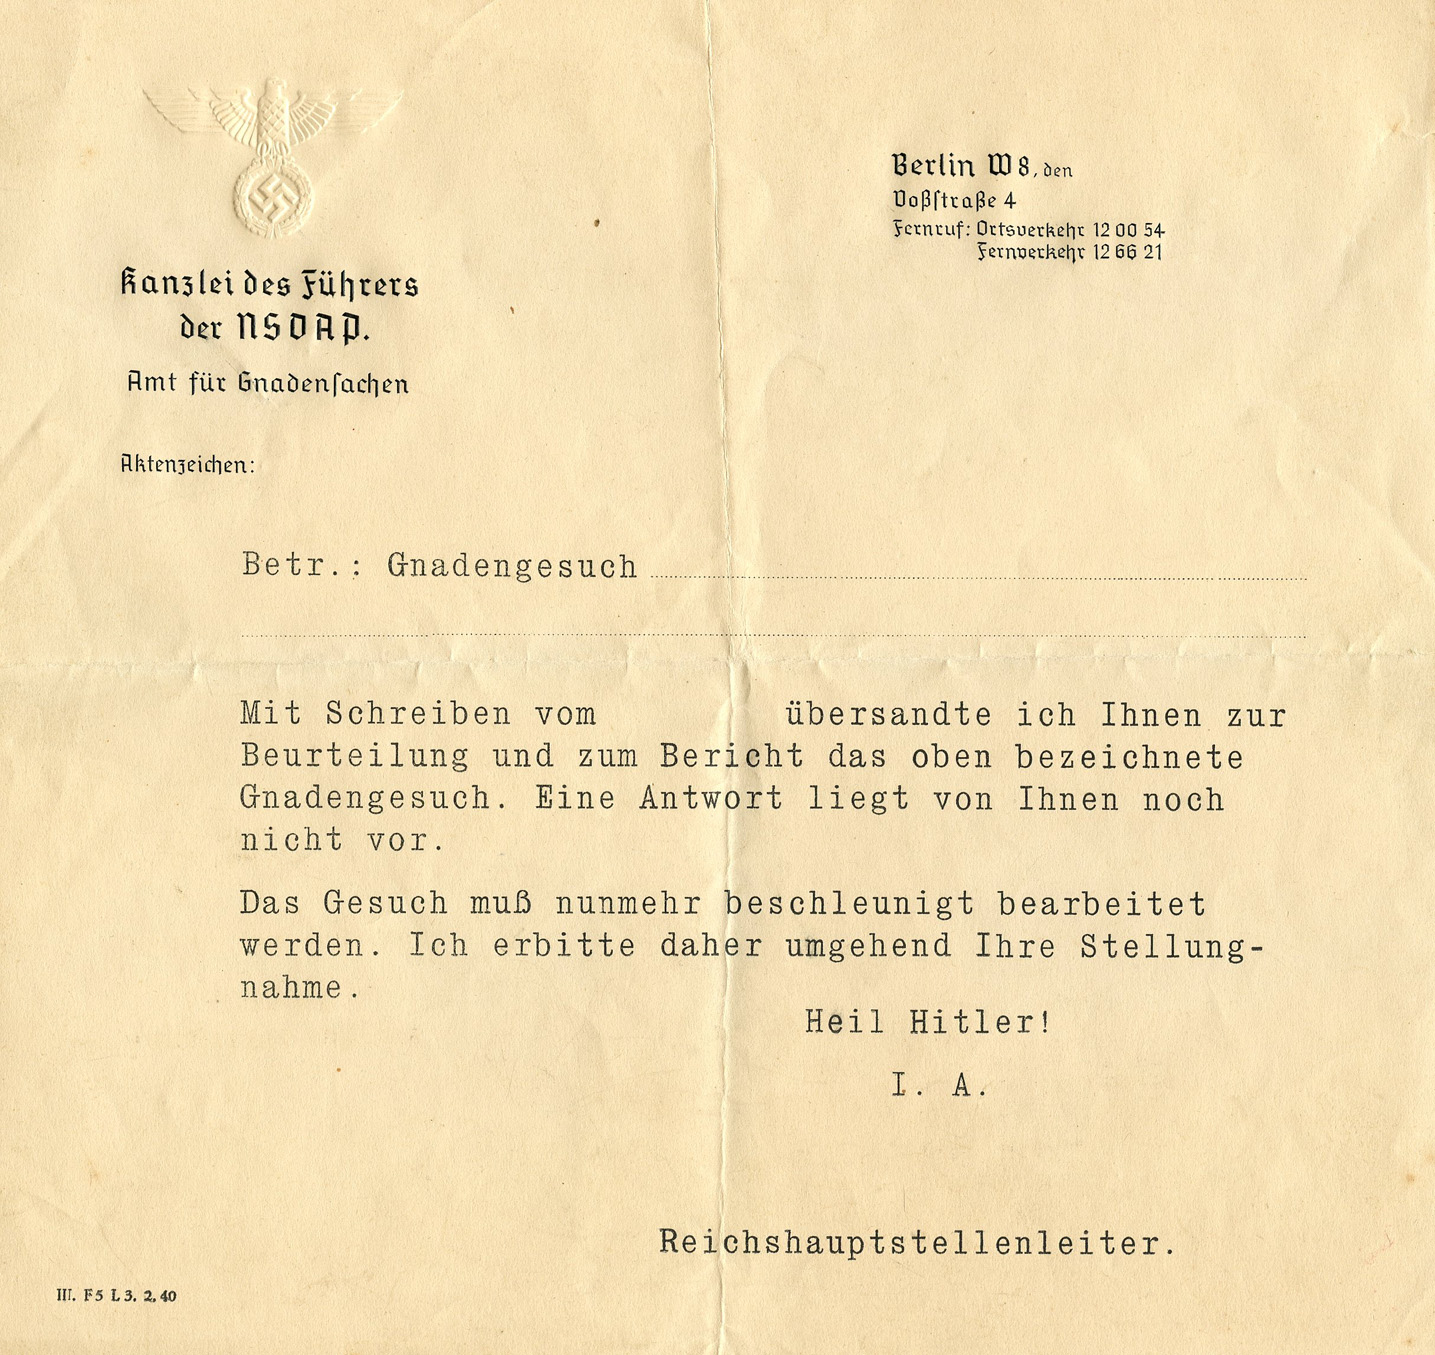 Kanzlei des Führers
der NSDAP.
Amt für Gnadensachen
Aktenzeichen:
Berlin W 8, den
Voßstraße 4
Fernruf: Ortsverkehr 12 00 54
Fernverkehr 12 66 21
Betr.: Gnadengesuch
Mit Schreiben vom übersandte ich Ihnen zur
Beurteilung und zum Bericht das oben bezeichnete
Gnadengesuch. Eine Antwort liegt von Ihnen noch
nicht vor.
Das Gesuch muß nunmehr beschleunigt bearbeitet
werden. Ich erbitte daher umgehend Ihre Stellung-
nahme.
Heil Hitler!
I. A.
Reichshauptstellenleiter.
III. F5 L 3. 2. 40